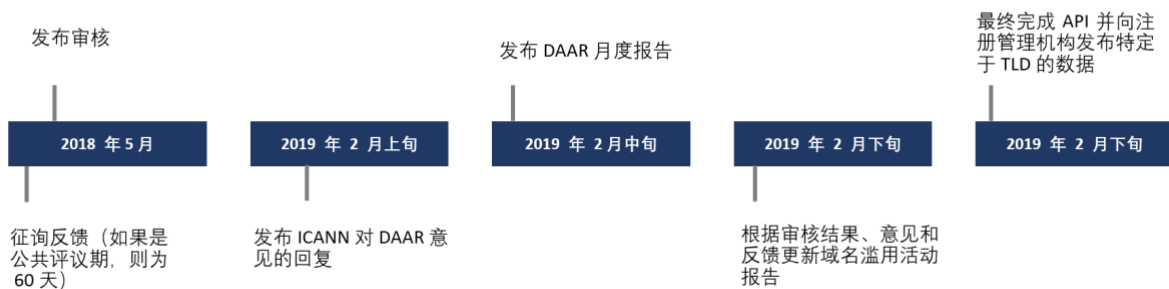 发布审核
发布 DAAR 月度报告
最终完成 API 并向注
册管理机构发布特定
于 TLD 的数据
2018 年 5 月
2019 年 2 月上旬
2019 年 2 月中旬
2019 年 2 月下旬
2019 年 2 月下旬
征询反馈（如果是
公共评议期，则为
60 天）
发布 ICANN 对 DAAR 意
见的回复
根据审核结果、意见和
反馈更新域名滥用活动
报告